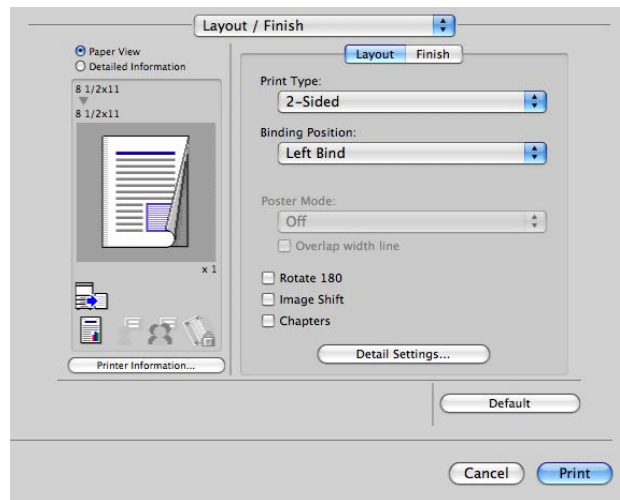 Layout / Finish
Paper View
Detailed Information
8 1/2x11
8 1/2x11
x 1
Printer Information...
Layout Finish
Print Type:
2-Sided
Binding Position:
Left Bind
Poster Mode:
Off
Overlap width line
Rotate 180
Image Shift
Chapters
Detail Settings...
Default
Cancel Print